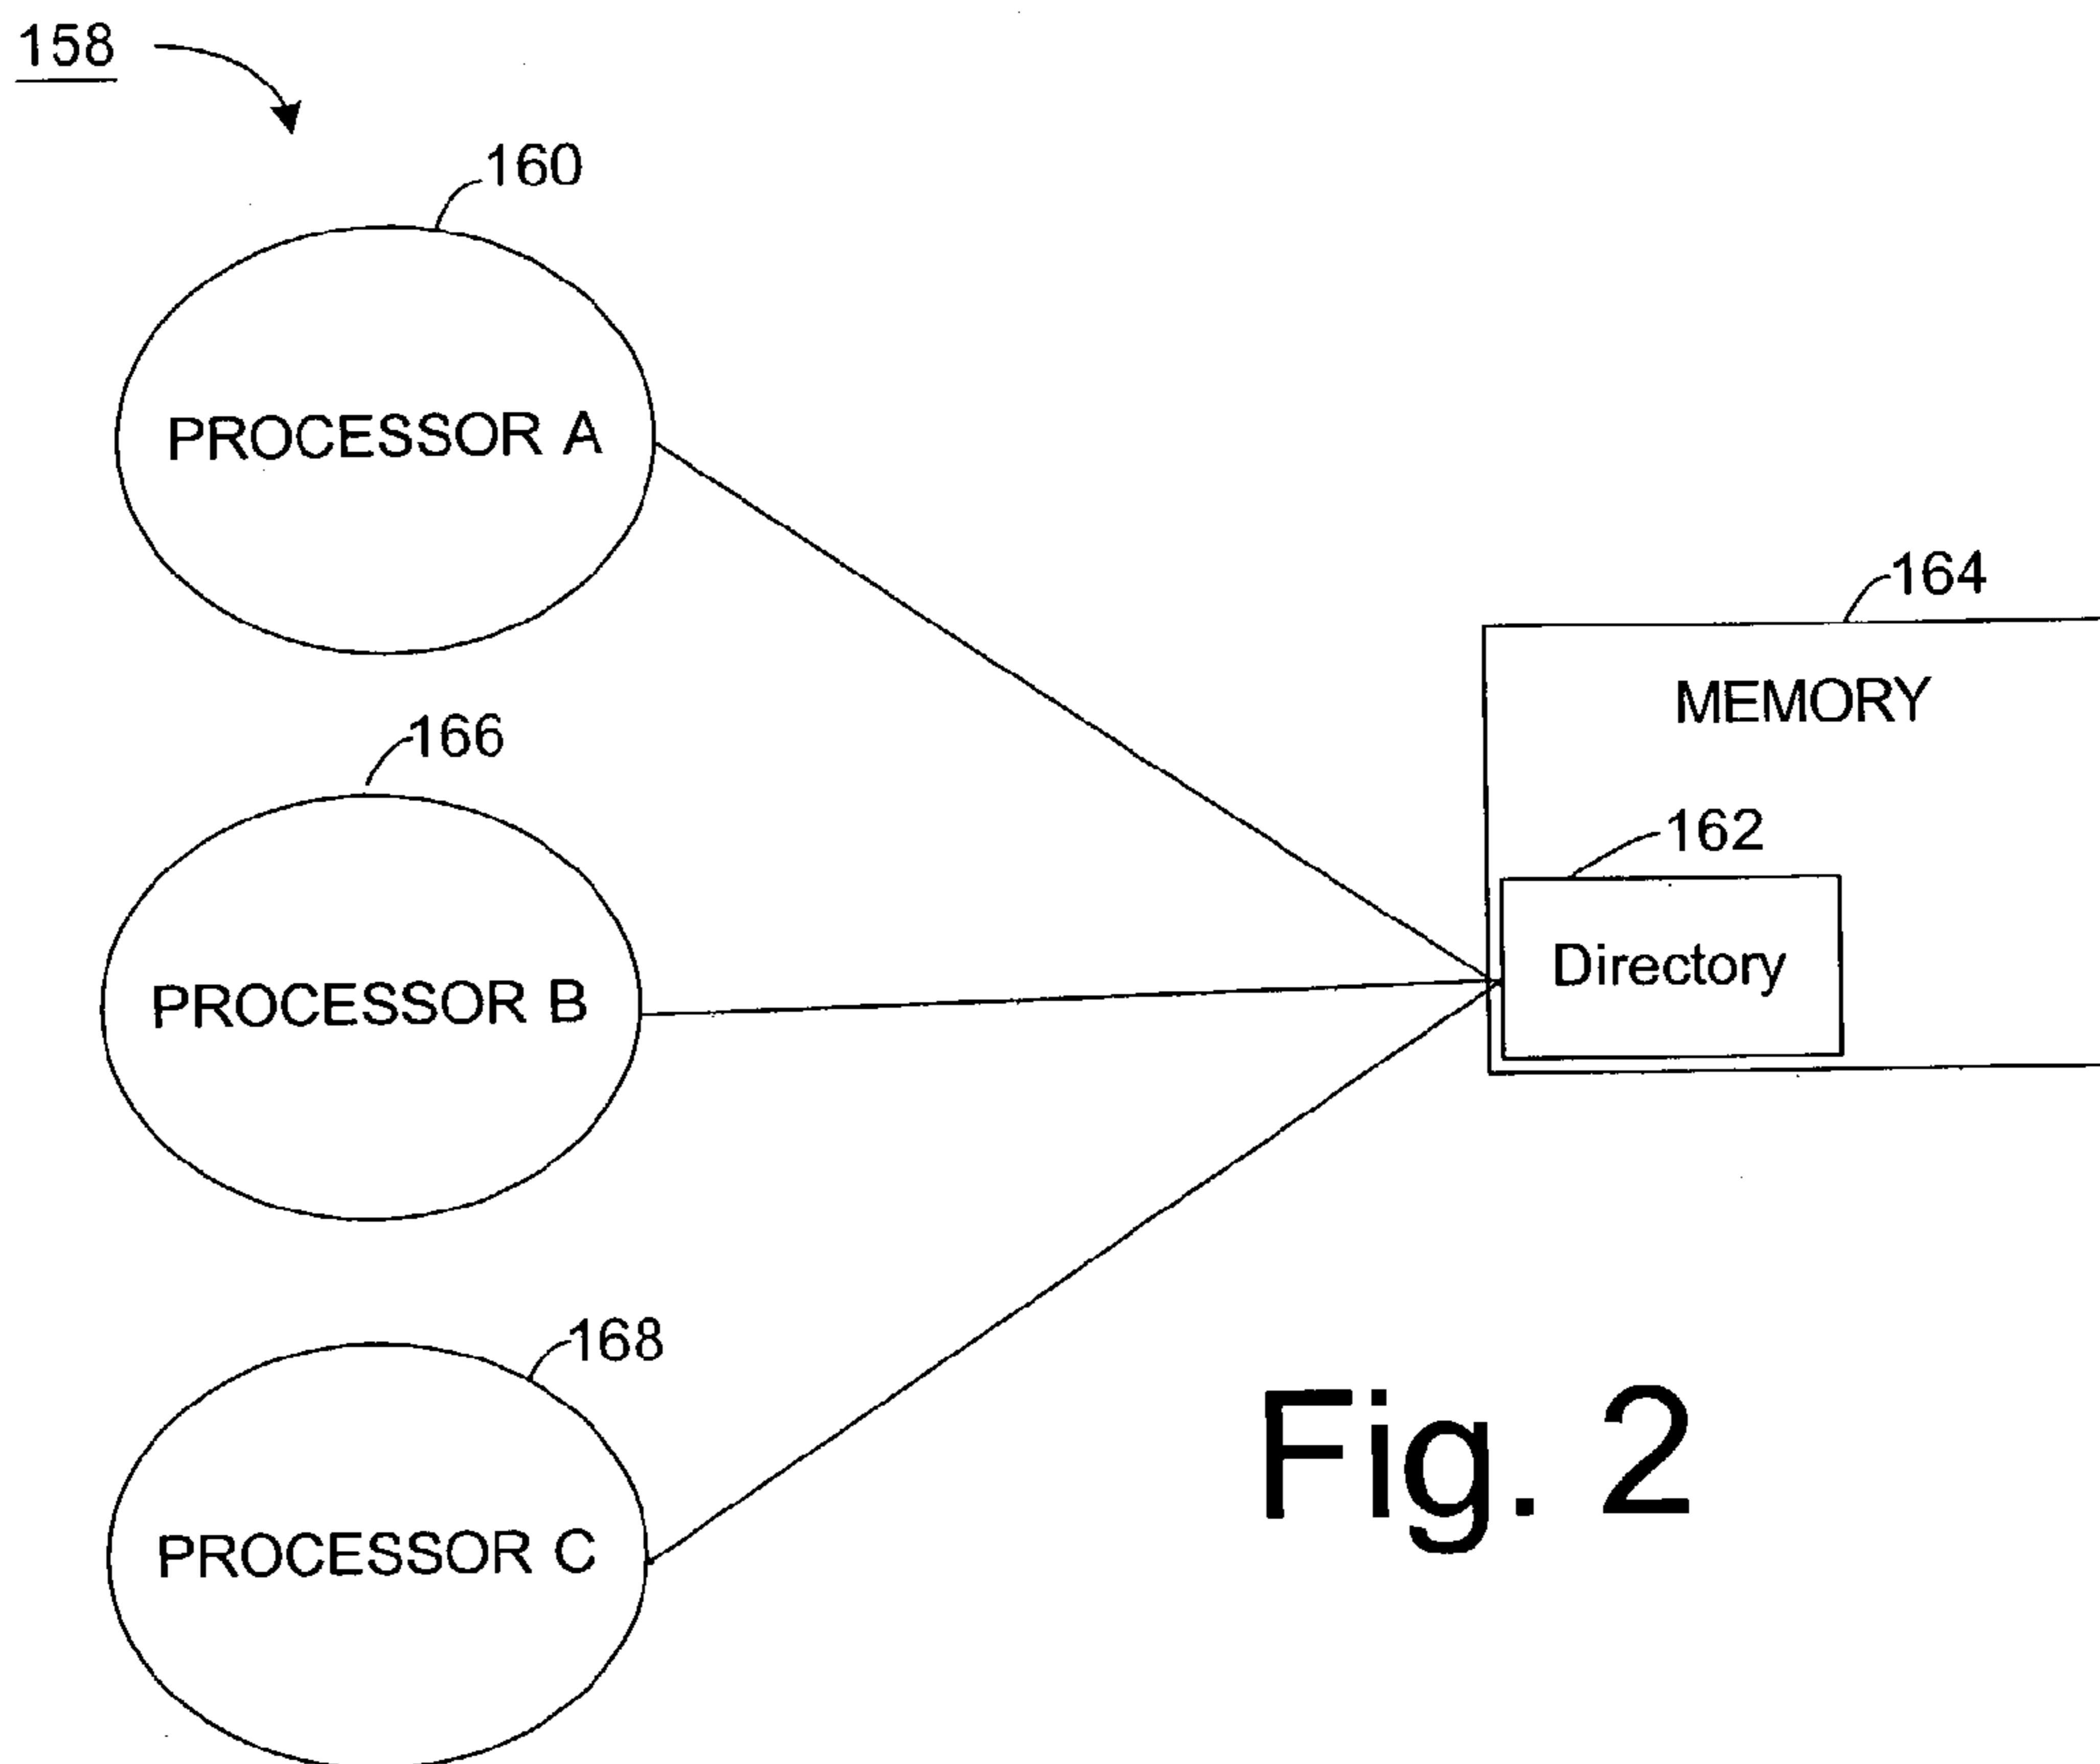 158
160
PROCESSOR A
164
MEMORY
166
162
Directory
PROCESSOR B
168
Fig. 2
PROCESSOR C